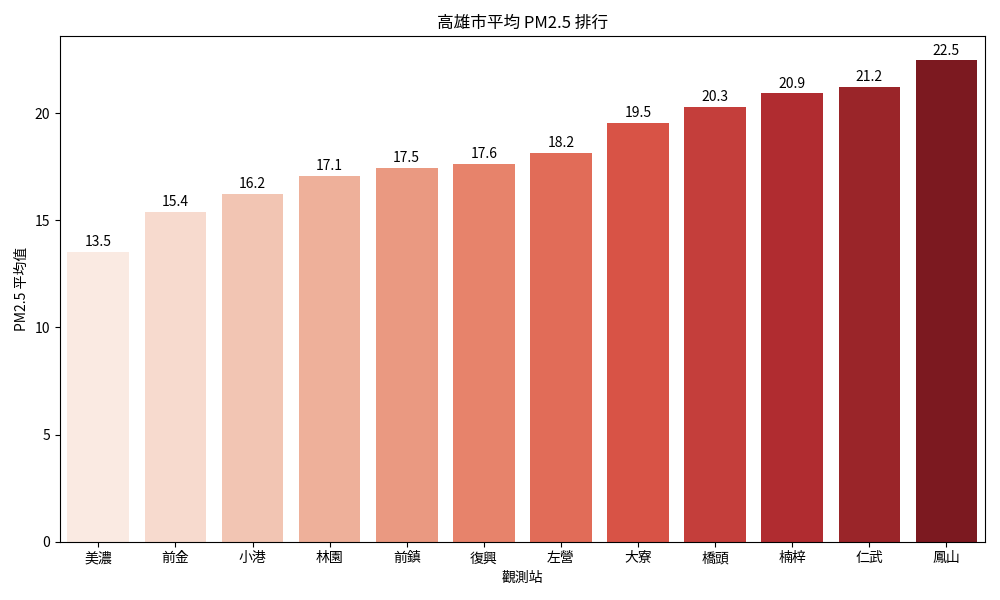 高雄市平均 PM2.5 排行
PM2.5 平均值
20
15
10
5
0
13.5
15.4
16.2
17.1
17.5
17.6
18.2
19.5
20.3
20.9
21.2
22.5
美濃
前金
小港
林園
前鎮
復興
左營
大寮
橋頭
楠梓
仁武
鳳山
觀測站